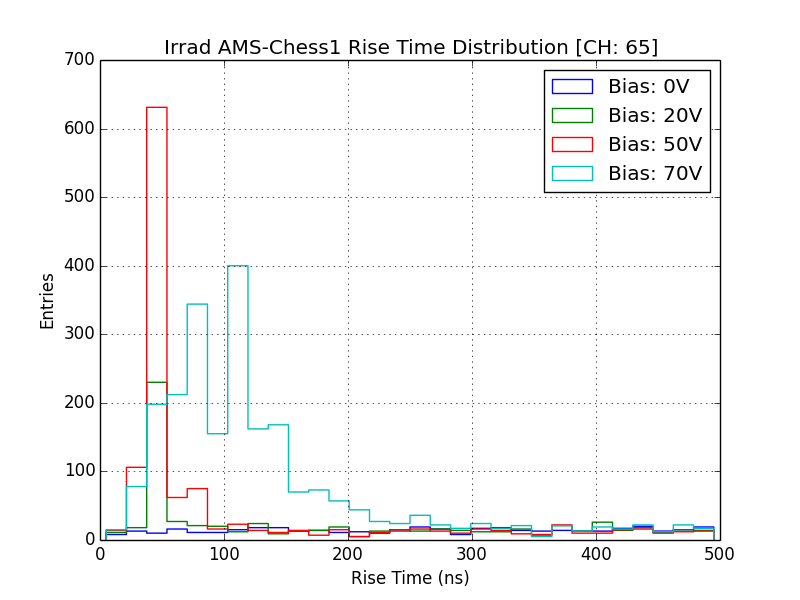 Irrad AMS-Chess1 Rise Time Distribution [CH: 65]
700
600
500
400
300
200
100
0
Entries
Bias: 0V
Bias: 20V
Bias: 50V
Bias: 70V
0 100 200 300 400 500
Rise Time (ns)